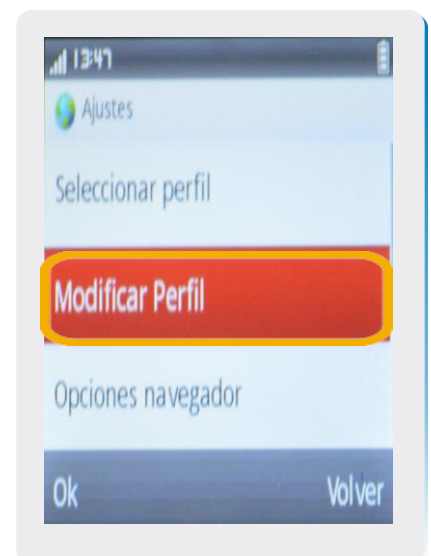 13:47
Ajustes
Seleccionar perfil
Modificar Perfil
Opciones navegador
Ok Volver